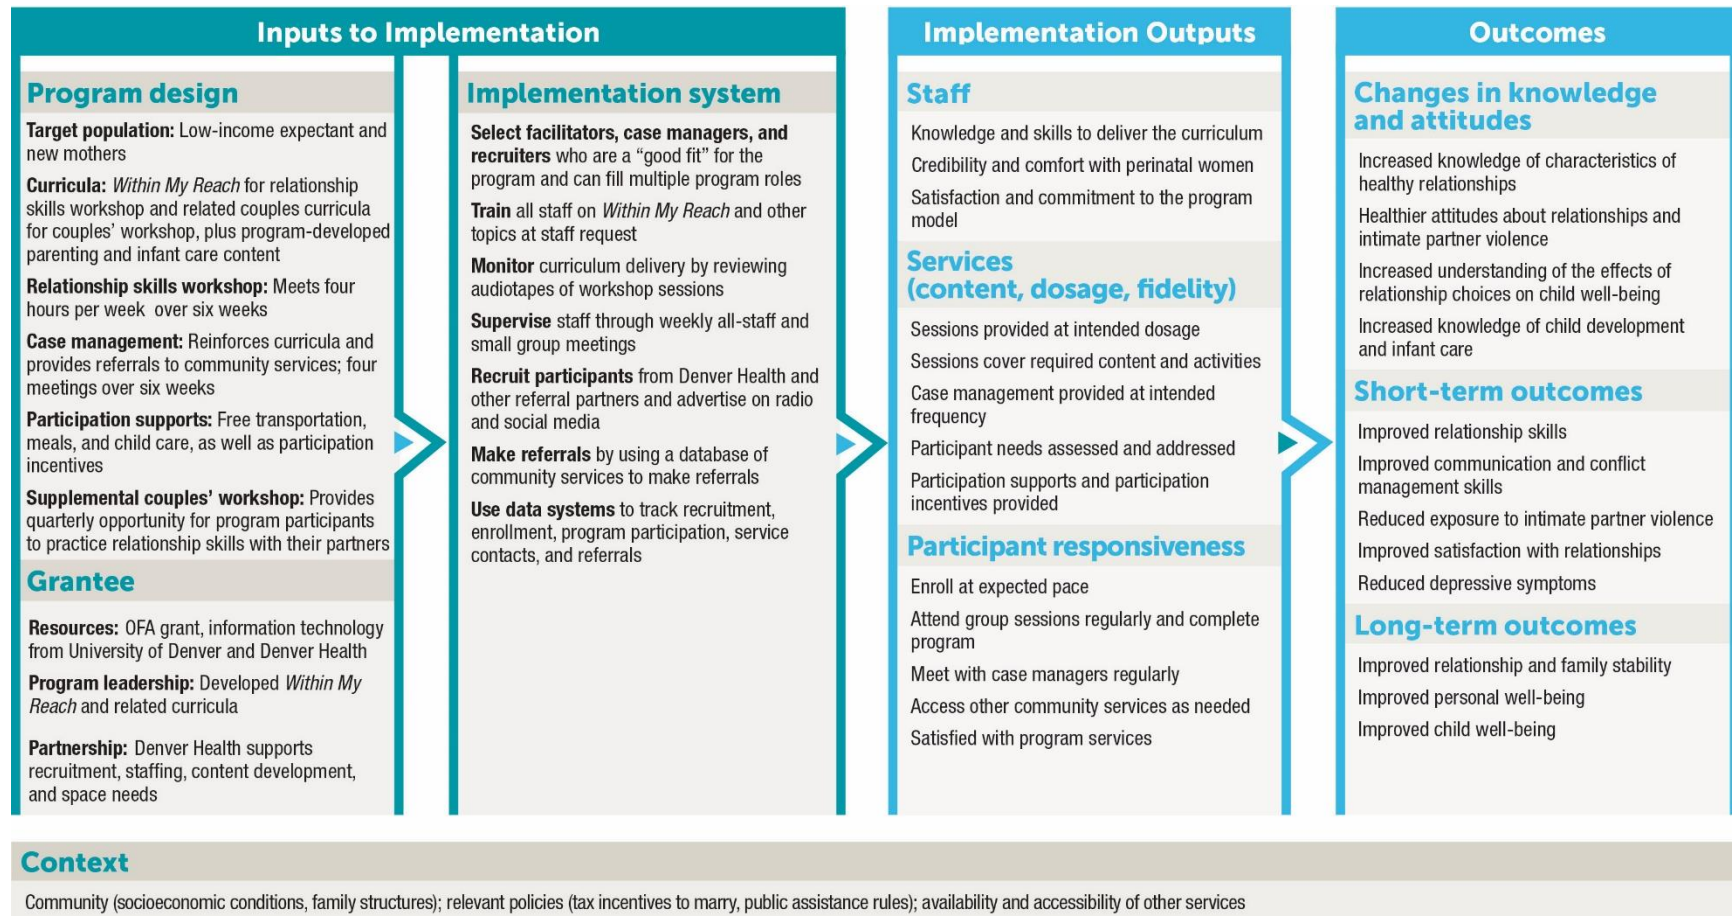 Inputs to Implementation
Program design
Target population: Low-income expectant and
new mothers
Curricula: Within My Reach for relationship
skills workshop and related couples curricula
for couples' workshop, plus program-developed
parenting and infant care content
Relationship skills workshop: Meets four
hours per week over six weeks
Case management: Reinforces curricula and
provides referrals to community services; four
meetings over six weeks
Participation supports: Free transportation,
meals, and child care, as well as participation
incentives
Supplemental couples' workshop: Provides
quarterly opportunity for program participants
to practice relationship skills with their partners
Grantee
Resources: OFA grant, information technology
from University of Denver and Denver Health
Program leadership: Developed Within My
Reach and related curricula
Partnership: Denver Health supports
recruitment, staffing, content development,
and space needs
Implementation system
Select facilitators, case managers, and
recruiters who are a “good fit” for the
program and can fill multiple program roles
Train all staff on Within My Reach and other
topics at staff request
Monitor curriculum delivery by reviewing
audiotapes of workshop sessions
Supervise staff through weekly all-staff and
small group meetings
Recruit participants from Denver Health and
other referral partners and advertise on radio
and social media
Make referrals by using a database of
community services to make referrals
Use data systems to track recruitment,
enrollment, program participation, service
contacts, and referrals
Implementation Outputs
Staff
Knowledge and skills to deliver the curriculum
Credibility and comfort with perinatal women
Satisfaction and commitment to the program
model
Services
(content, dosage, fidelity)
Sessions provided at intended dosage
Sessions cover required content and activities
Case management provided at intended
frequency
Participant needs assessed and addressed
Participation supports and participation
incentives provided
Participant responsiveness
Enroll at expected pace
Attend group sessions regularly and complete
program
Meet with case managers regularly
Access other community services as needed
Satisfied with program services
Outcomes
Changes in knowledge
and attitudes
Increased knowledge of characteristics of
healthy relationships
Healthier attitudes about relationships and
intimate partner violence
Increased understanding of the effects of
relationship choices on child well-being
Increased knowledge of child development
and infant care
Short-term outcomes
Improved relationship skills
Improved communication and conflict
management skills
Reduced exposure to intimate partner violence
Improved satisfaction with relationships
Reduced depressive symptoms
Long-term outcomes
Improved relationship and family stability
Improved personal well-being
Improved child well-being
Context
Community (socioeconomic conditions, family structures); relevant policies (tax incentives to marry, public assistance rules); availability and accessibility of other services